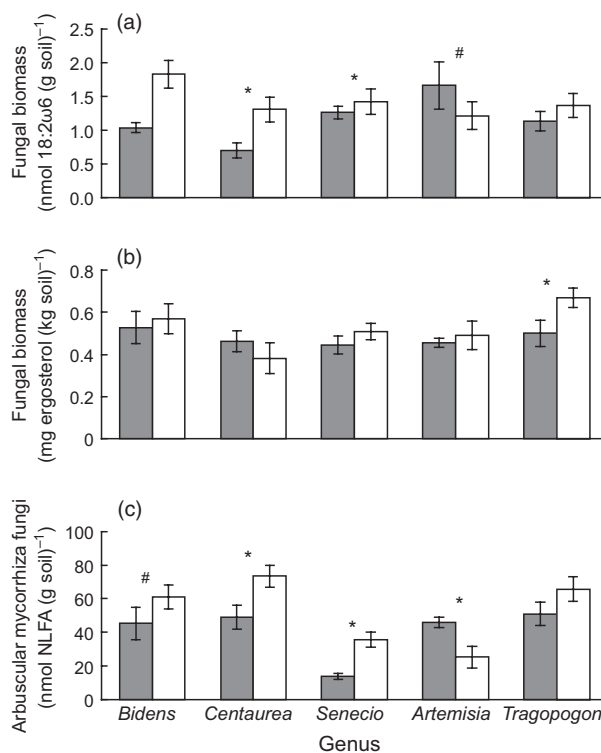 (a)
Fungal biomass
(nmol 18:2ω6 (g soil)⁻¹)
2.5
2.0
1.5
1.0
0.5
0.0
*
*
#
(b)
Fungal biomass
(mg ergosterol (kg soil)⁻¹)
0.8
0.6
0.4
0.2
0
*
(c)
Arbuscular mycorrhiza fungi
(nmol NLFA (g soil)⁻¹)
100
80
60
40
20
0
#
*
*
*
Bidens Centaurea Senecio Artemisia Tragopogon
Genus